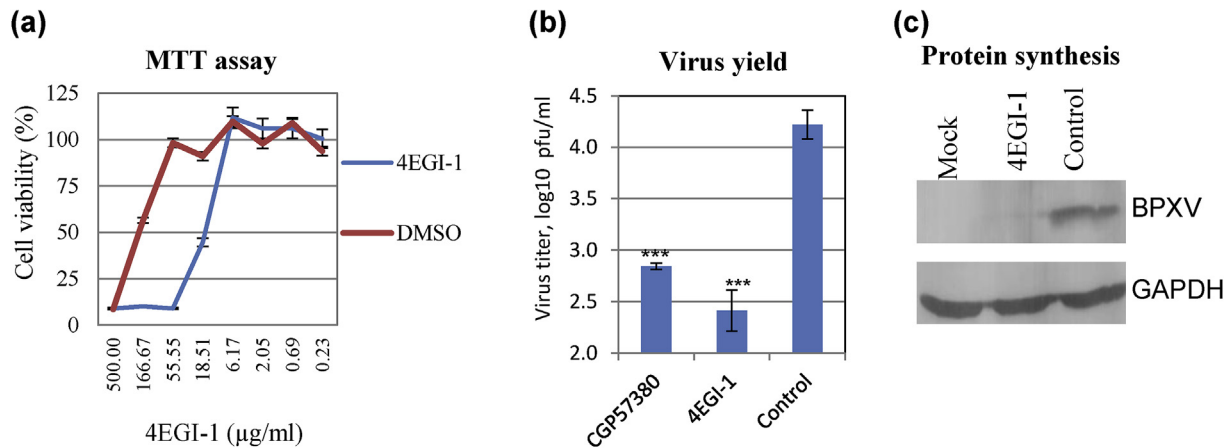 (a)
MTT assay
Cell viability (%)
125
100
75
50
25
0
500.00
166.67
55.55
18.51
6.17
2.05
0.69
0.23
4EGI-1 (µg/ml)
4EGI-1
DMSO
(b)
Virus yield
Virus titer, log10 pfu/ml
4.5
4.0
3.5
3.0
2.5
2.0
***
***
CGP57380
4EGI-1
Control
(c)
Protein synthesis
Mock
4EGI-1
Control
BPXV
GAPDH